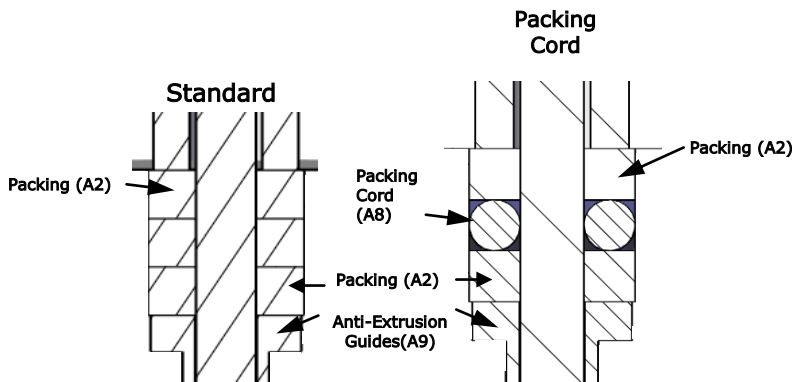 Standard
Packing
Cord
Packing (A2)
Packing
Cord
(A8)
Packing (A2)
Packing (A2)
Anti-Extrusion
Guides(A9)